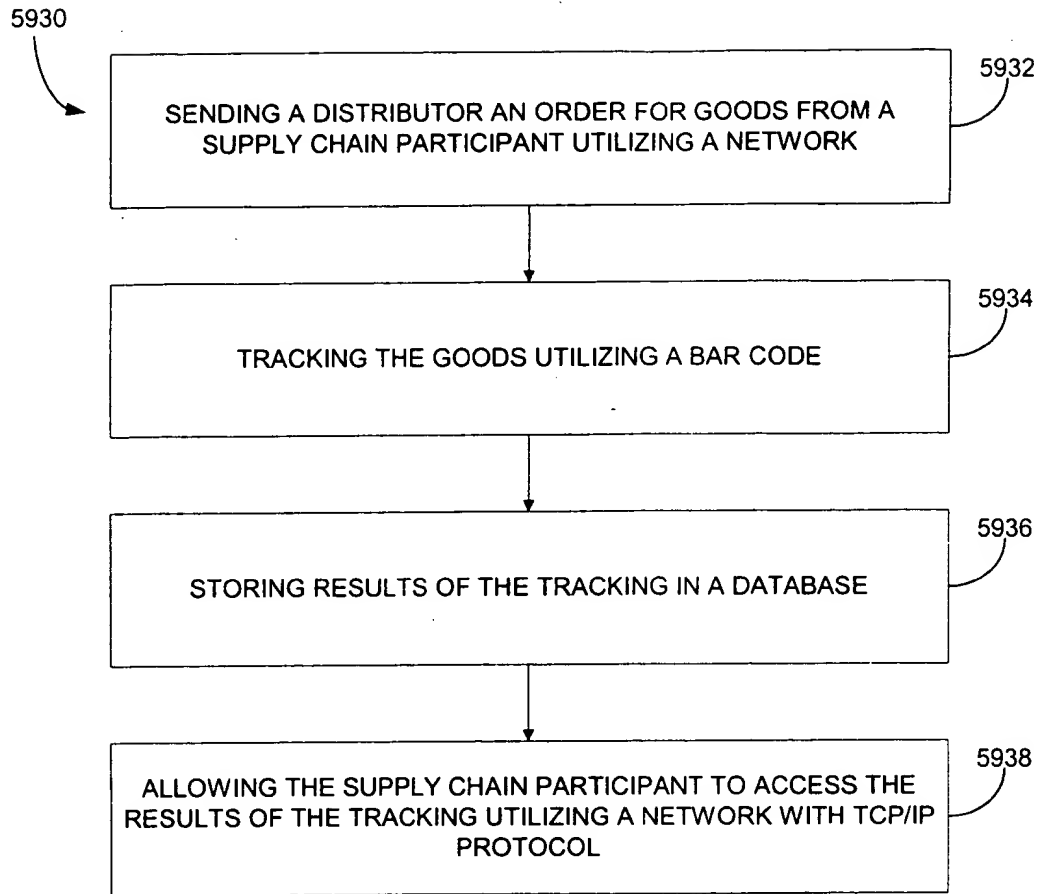 5930
5932
SENDING A DISTRIBUTOR AN ORDER FOR GOODS FROM A
SUPPLY CHAIN PARTICIPANT UTILIZING A NETWORK
5934
TRACKING THE GOODS UTILIZING A BAR CODE
5936
STORING RESULTS OF THE TRACKING IN A DATABASE
5938
ALLOWING THE SUPPLY CHAIN PARTICIPANT TO ACCESS THE
RESULTS OF THE TRACKING UTILIZING A NETWORK WITH TCP/IP
PROTOCOL